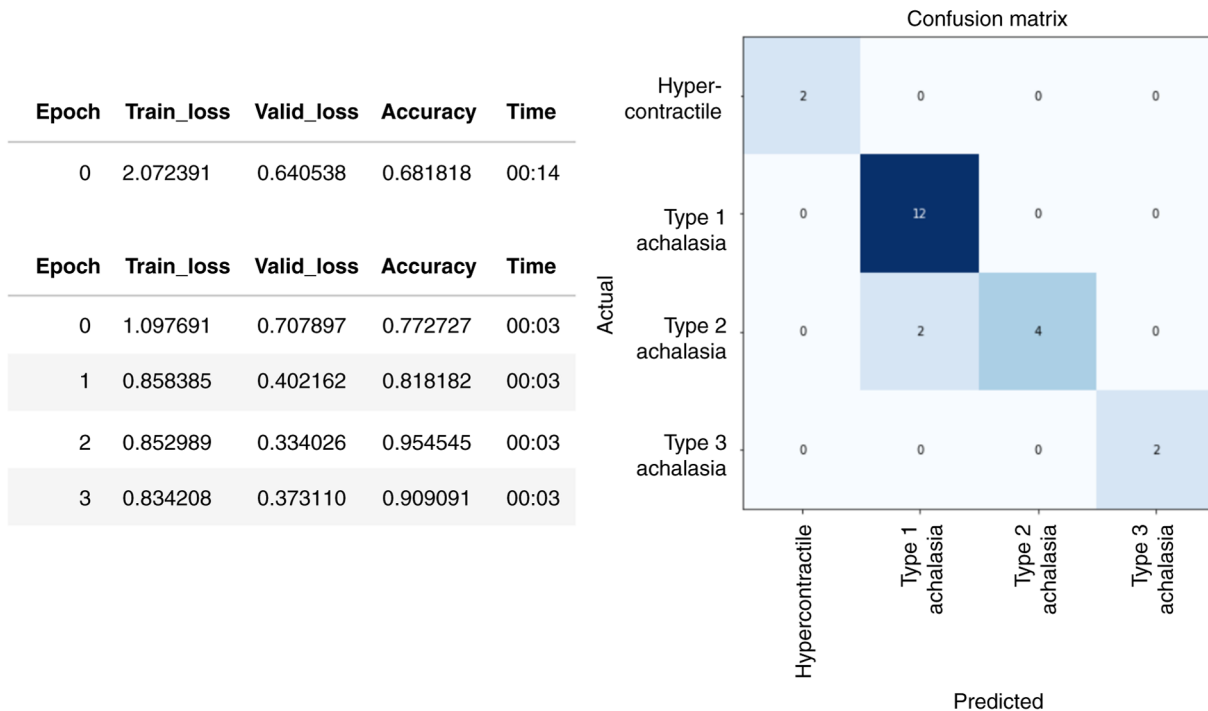 Epoch Train_loss Valid_loss Accuracy Time
0 2.072391 0.640538 0.681818 00:14
Epoch Train_loss Valid_loss Accuracy Time
0 1.097691 0.707897 0.772727 00:03
1 0.858385 0.402162 0.818182 00:03
2 0.852989 0.334026 0.954545 00:03
3 0.834208 0.373110 0.909091 00:03
Confusion matrix
Actual
Hyper-
contractile
2 0 0 0
Type 1
achalasia
0 12 0 0
Type 2
achalasia
0 2 4 0
Type 3
achalasia
0 0 0 2
Hypercontractile
Type 1
achalasia
Type 2
achalasia
Type 3
achalasia
Predicted